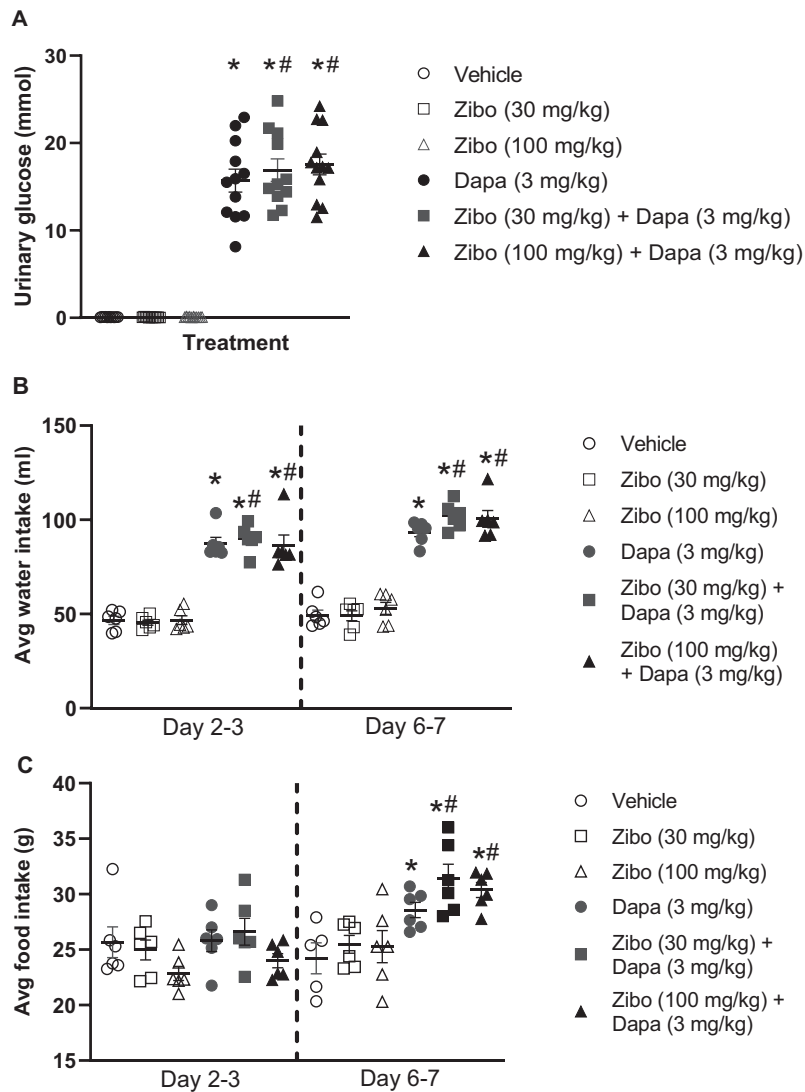 A
Urinary glucose (mmol)
30
20
10
0
* *# *#
Treatment
Vehicle
Zibo (30 mg/kg)
Zibo (100 mg/kg)
Dapa (3 mg/kg)
Zibo (30 mg/kg) + Dapa (3 mg/kg)
Zibo (100 mg/kg) + Dapa (3 mg/kg)
B
Avg water intake (ml)
150
100
50
0
* *# *# * *# *#
Day 2-3 Day 6-7
Vehicle
Zibo (30 mg/kg)
Zibo (100 mg/kg)
Dapa (3 mg/kg)
Zibo (30 mg/kg) +
Dapa (3 mg/kg)
Zibo (100 mg/kg)
+ Dapa (3 mg/kg)
C
Avg food intake (g)
40
35
30
25
20
15
* *# *#
Day 2-3 Day 6-7
Vehicle
Zibo (30 mg/kg)
Zibo (100 mg/kg)
Dapa (3 mg/kg)
Zibo (30 mg/kg) +
Dapa (3 mg/kg)
Zibo (100 mg/kg) +
Dapa (3 mg/kg)